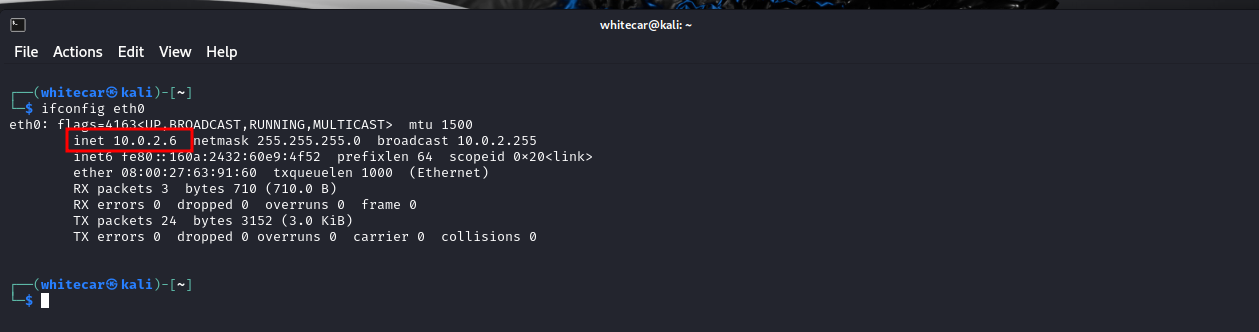 whitecar@kali: ~
File Actions Edit View Help
┌──(whitecar㉿kali)-[~]
└─$ ifconfig eth0
eth0: flags=4163<UP,BROADCAST,RUNNING,MULTICAST>  mtu 1500
        inet 10.0.2.6  netmask 255.255.255.0  broadcast 10.0.2.255
        inet6 fe80::160a:2432:60e9:4f52  prefixlen 64  scopeid 0×20<link>
        ether 08:00:27:63:91:60  txqueuelen 1000  (Ethernet)
        RX packets 3  bytes 710 (710.0 B)
        RX errors 0  dropped 0  overruns 0  frame 0
        TX packets 24  bytes 3152 (3.0 KiB)
        TX errors 0  dropped 0 overruns 0  carrier 0  collisions 0
┌──(whitecar㉿kali)-[~]
└─$